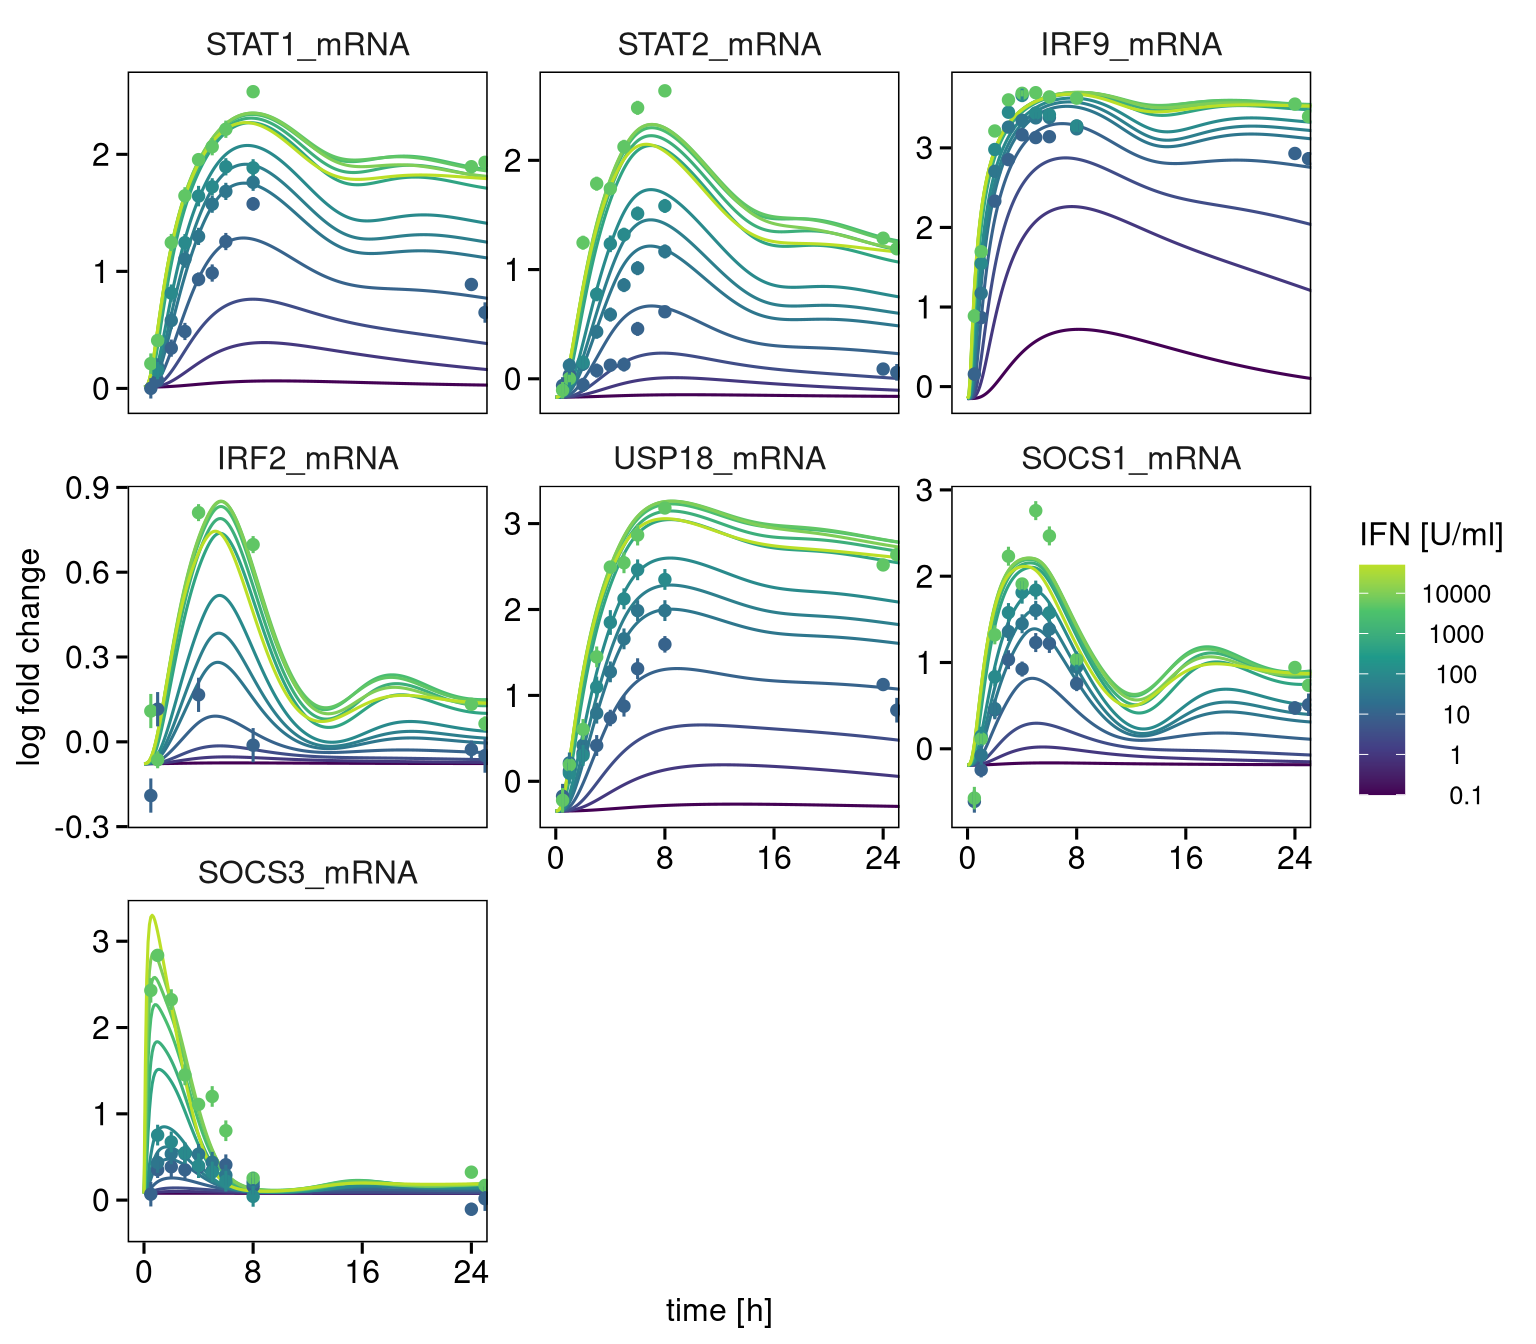 STAT1_mRNA
STAT2_mRNA
IRF9_mRNA
2
1
0
2
1
0
3
2
1
0
IRF2_mRNA
USP18_mRNA
SOCS1_mRNA
0.9
0.6
0.3
0.0
-0.3
3
2
1
0
3
2
1
0
0 8 16 24
0 8 16 24
log fold change
IFN [U/ml]
10000
1000
100
10
1
0.1
SOCS3_mRNA
3
2
1
0
0 8 16 24
time [h]